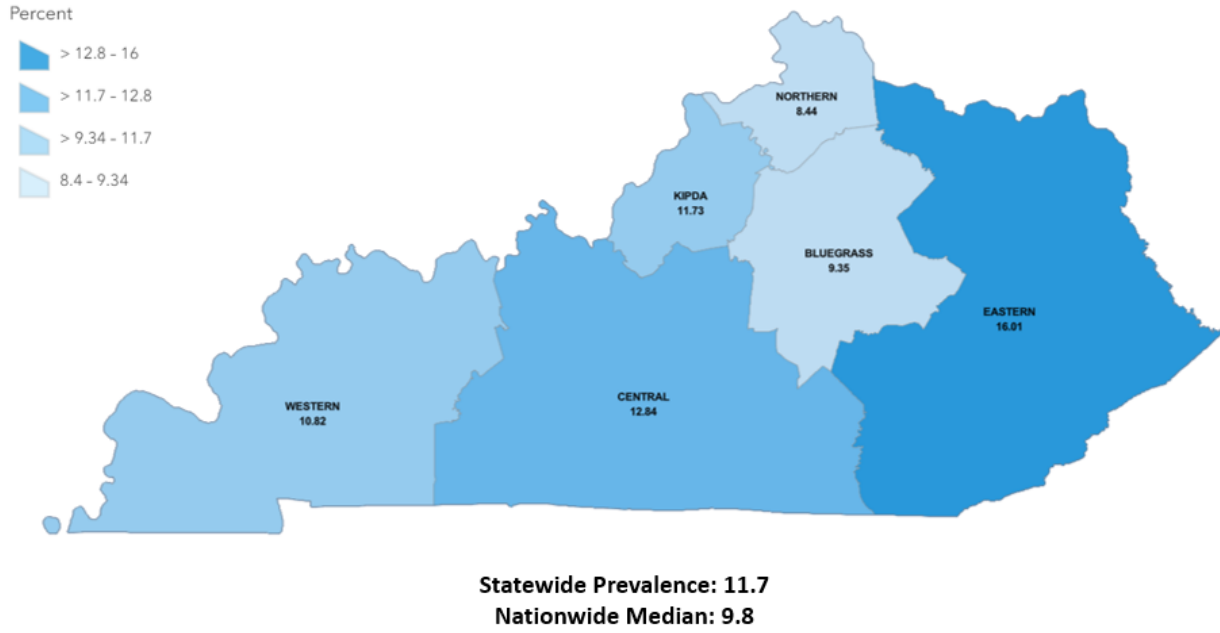 Percent
> 12.8 - 16
> 11.7 - 12.8
> 9.34 - 11.7
8.4 - 9.34
NORTHERN
8.44
KIPDA
11.73
BLUEGRASS
9.35
EASTERN
16.01
CENTRAL
12.84
WESTERN
10.82
Statewide Prevalence: 11.7
Nationwide Median: 9.8